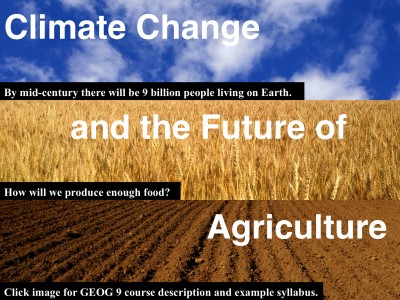 Climate Change
By mid-century there will be 9 billion people living on Earth.
and the Future of
How will we produce enough food?
Agriculture
Click image for GEOG 9 course description and example syllabus.